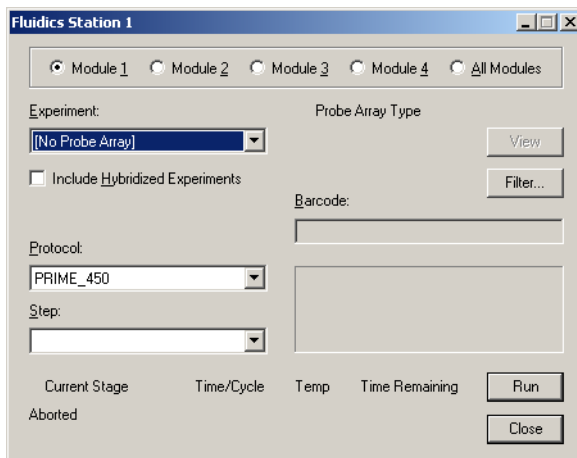 Fluidics Station 1
Module 1 Module 2 Module 3 Module 4 All Modules
Experiment: Probe Array Type
[No Probe Array] View
Include Hybridized Experiments Filter...
Barcode:
Protocol:
PRIME_450
Step:
Current Stage Time/Cycle Temp Time Remaining Run
Aborted
Close